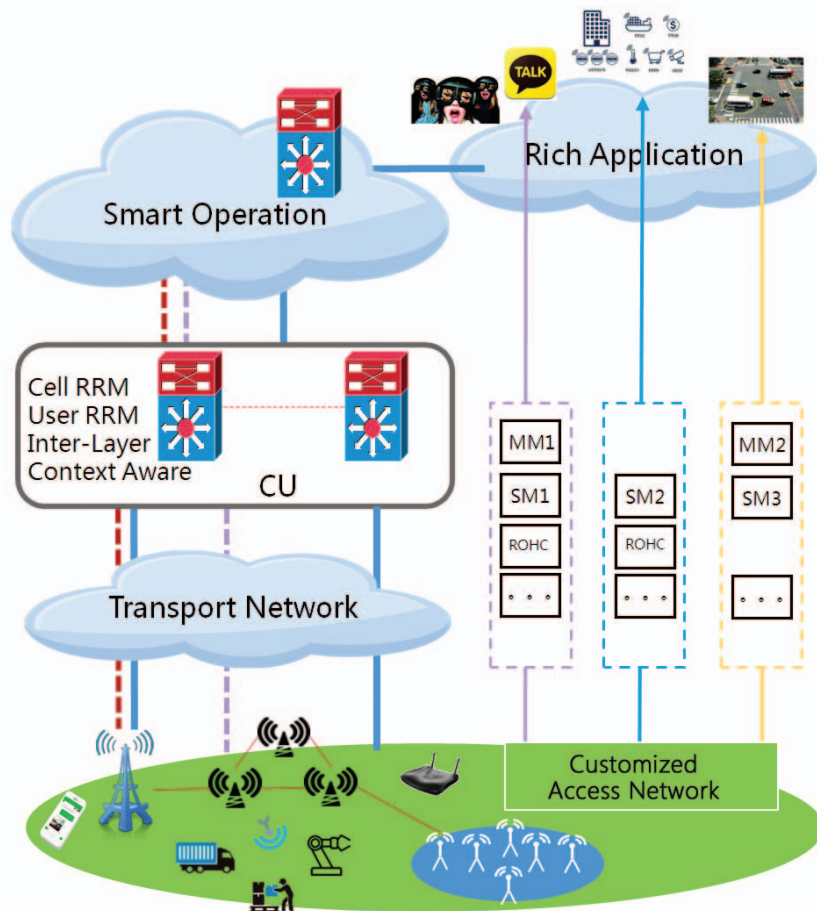 TALK
Rich Application
Smart Operation
Cell RRM
User RRM
Inter-Layer
Context Aware
CU
MM1
SM1
ROHC
SM2
ROHC
MM2
SM3
Transport Network
Customized
Access Network